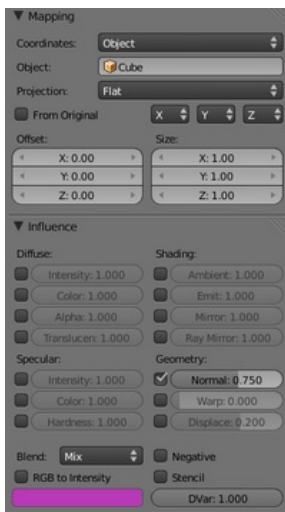 Mapping
Coordinates: Object
Object: Cube
Projection: Flat
From Original X Y Z
Offset: Size:
X: 0.00 X: 1.00
Y: 0.00 Y: 1.00
Z: 0.00 Z: 1.00
Influence
Diffuse: Shading:
Intensity: 1.000 Ambient: 1.000
Color: 1.000 Emit: 1.000
Alpha: 1.000 Mirror: 1.000
Translucen: 1.000 Ray Mirror: 1.000
Specular: Geometry:
Intensity: 1.000 Normal: 0.750
Color: 1.000 Warp: 0.000
Hardness: 1.000 Displace: 0.200
Blend: Mix Negative
RGB to Intensity Stencil
DVar: 1.000